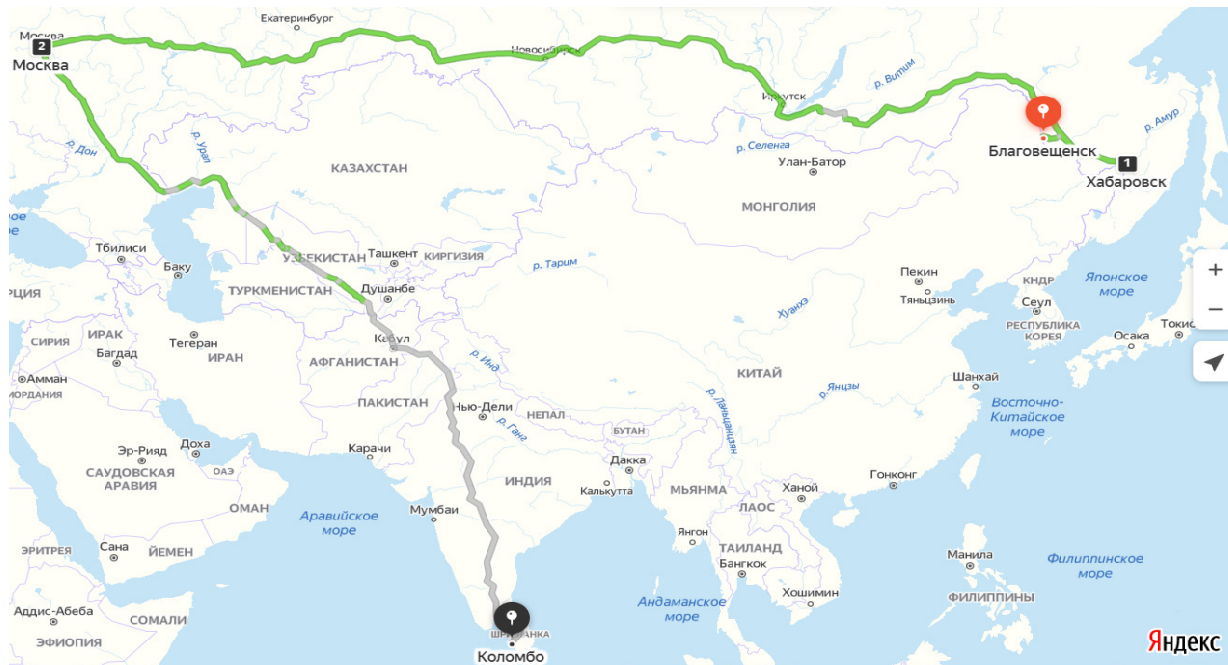 Екатеринбург
Москва
2
Москва
Новосибирск
р. Витим
Иркутск
р. Амур
р. Дон
р. Урал
р. Селенга
Благовещенск
1
Улан-Батор
Хабаровск
КАЗАХСТАН
МОНГОЛИЯ
Тбилиси
Ташкент
КИРГИЗИЯ
УЗБЕКИСТАН
Баку
р. Тарим
Пекин
Японское
море
ТУРКМЕНИСТАН
Душанбе
Тяньцзинь
КНДР
Сеул
Хуанхэ
РЕСПУБЛИКА
КОРЕЯ
Осака
СИРИЯ
ИРАК
Тегеран
Кабул
Багдад
ИРАН
АФГАНИСТАН
р. Инд
КИТАЙ
Амман
Шанхай
р. Янцзы
ПАКИСТАН
Нью-Дели
НЕПАЛ
р. Ланьцанцзян
Восточно-
Китайское
море
р. Ганг
БУТАН
Эр-Рияд
Доха
Карачи
САУДОВСКАЯ
АРАВИЯ
ОАЭ
Дакка
ИНДИЯ
Калькутта
Гонконг
МЬЯНМА
Ханой
ОМАН
Мумбаи
ЛАОС
Аравийское
море
Янгон
ЭРИТРЕЯ
Сана
ЙЕМЕН
ТАИЛАНД
Бангкок
Манила
Филиппинское
море
Хошимин
Андаманское
море
ФИЛИППИНЫ
Аддис-Абеба
СОМАЛИ
ЭФИОПИЯ
Коломбо
Яндекс